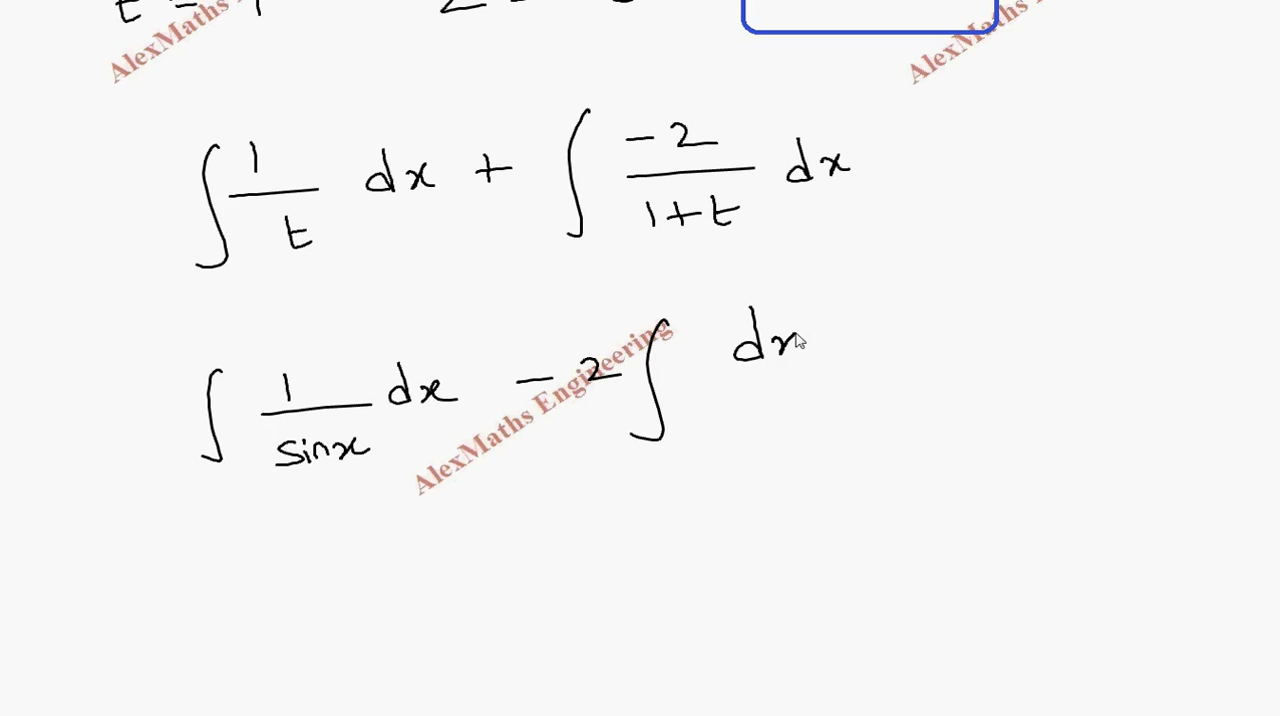 t =
AlexMaths
AlexMaths
∫ 1/t dx + ∫ -2/(1+t) dx
∫ 1/sinx dx - 2 ∫ dx
AlexMaths Engineering